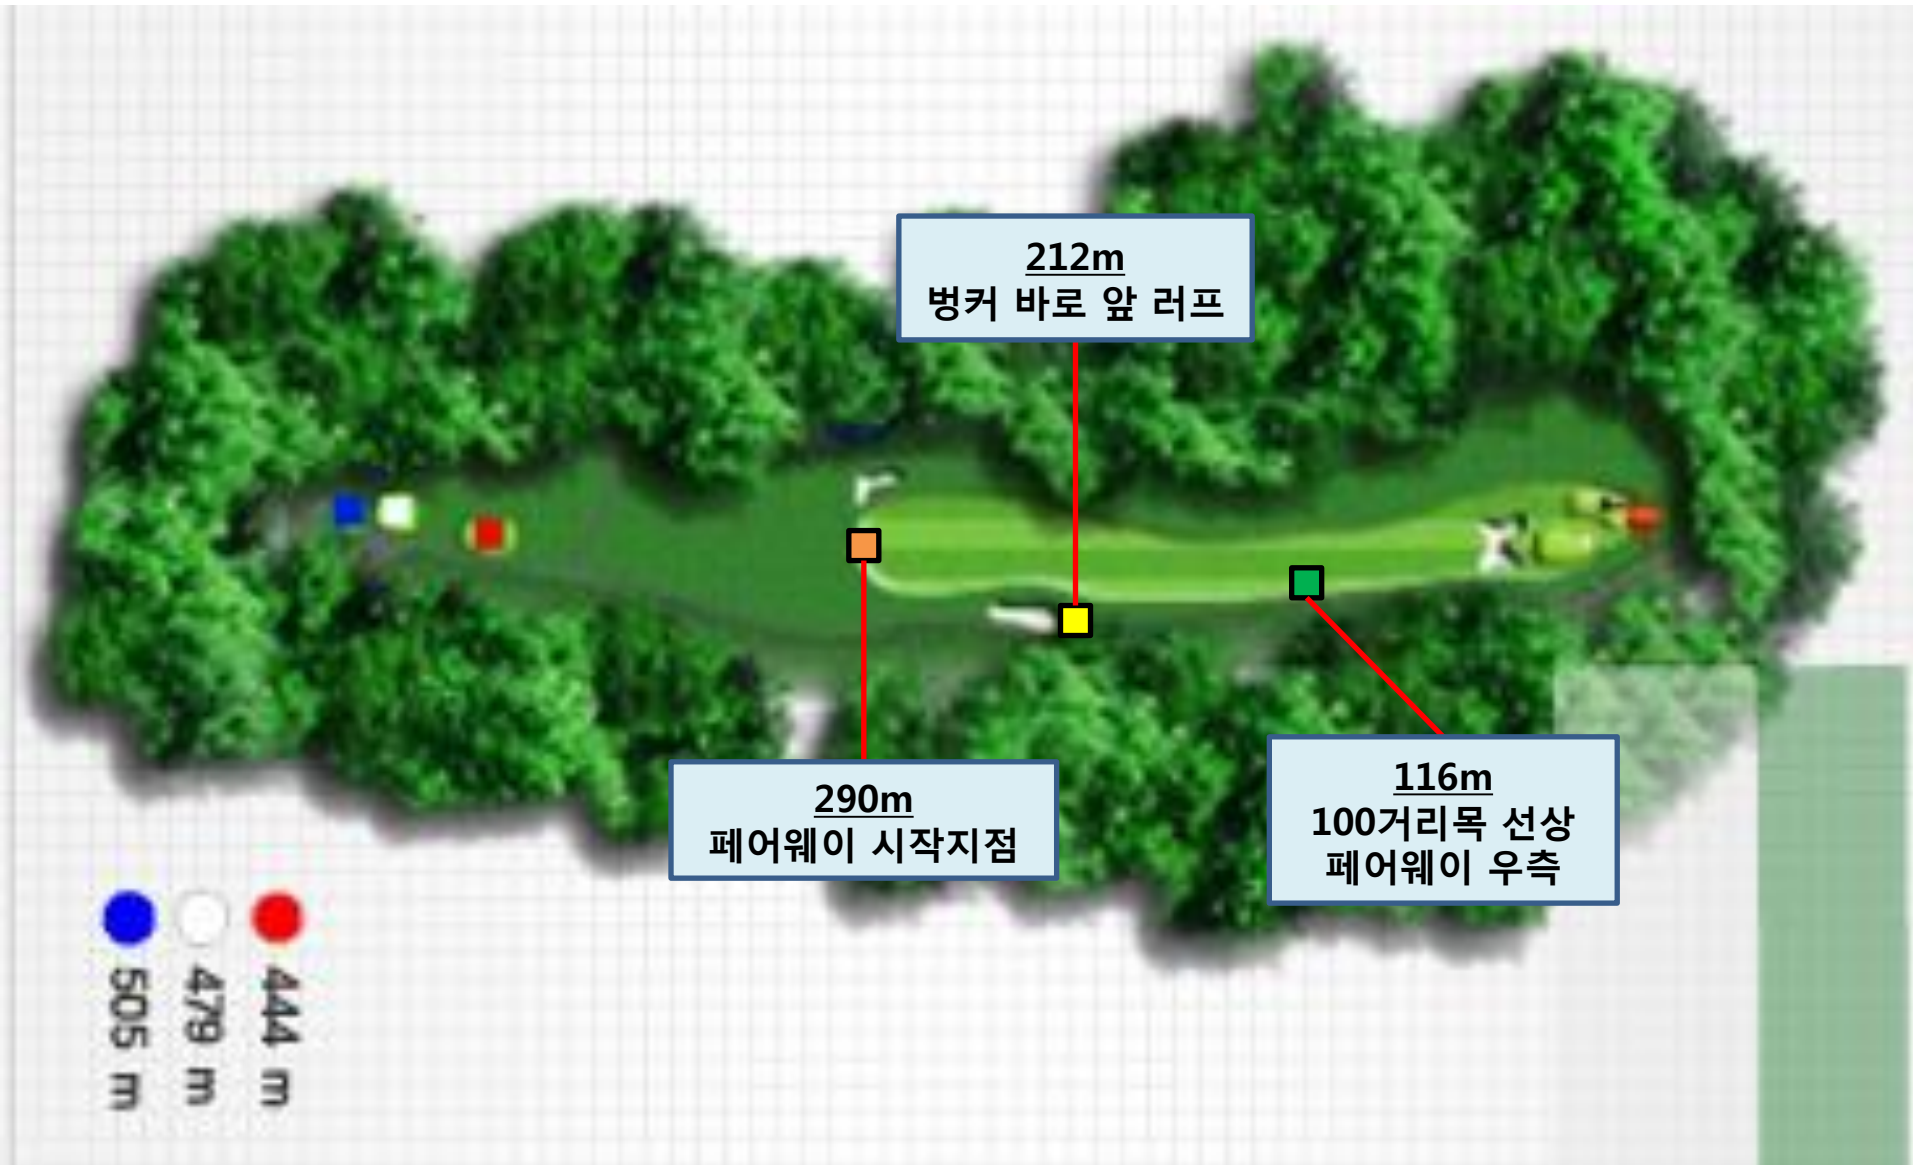 212m
벙커 바로 앞 러프
290m
페어웨이 시작지점
116m
100거리목 선상
페어웨이 우측
505 m
479 m
444 m